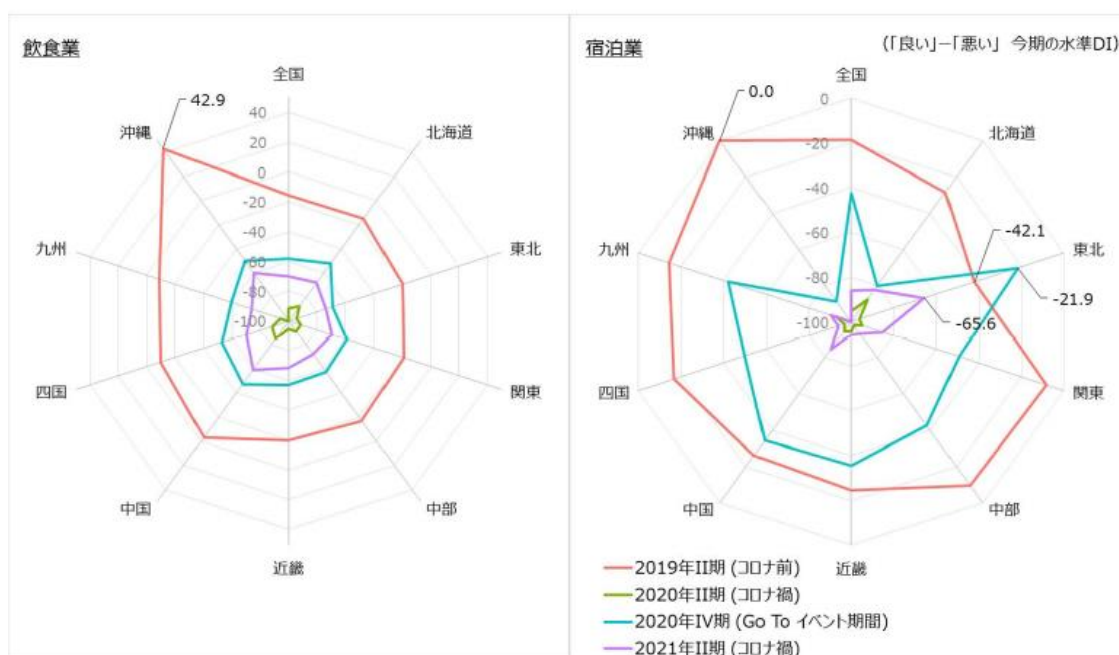 飲食業
全国
42.9
沖縄
北海道
40
20
0
-20
-40
-60
-80
-100
九州
東北
四国
関東
中国
中部
近畿
宿泊業
(「良い」-「悪い」 今期の水準DI)
全国
0.0
0
沖縄
北海道
-20
-40
-42.1
九州
東北
-60
-21.9
-80
-65.6
-100
四国
関東
中国
中部
近畿
2019年II期 (コロナ前)
2020年II期 (コロナ禍)
2020年IV期 (Go To イベント期間)
2021年II期 (コロナ禍)